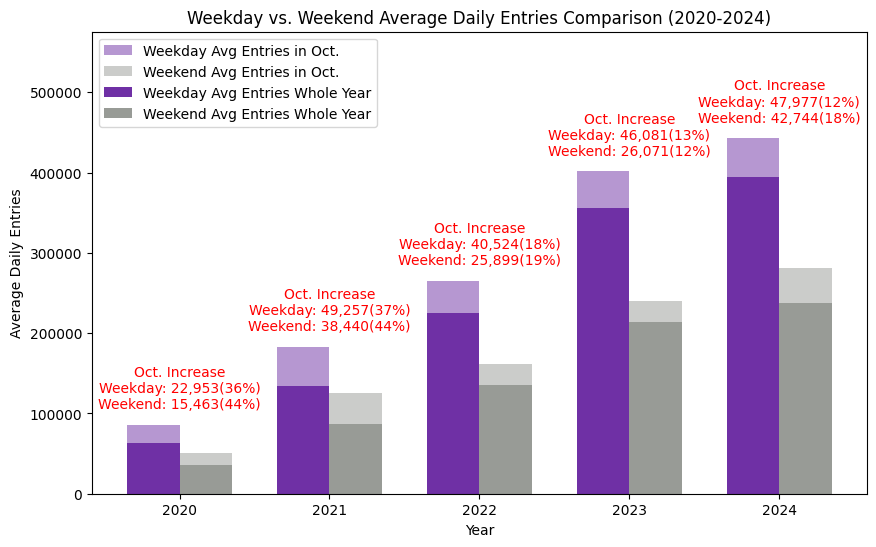 Weekday vs. Weekend Average Daily Entries Comparison (2020-2024)
Weekday Avg Entries in Oct.
Weekend Avg Entries in Oct.
Weekday Avg Entries Whole Year
Weekend Avg Entries Whole Year
Oct. Increase
Weekday: 47,977(12%)
Weekend: 42,744(18%)
Oct. Increase
Weekday: 46,081(13%)
Weekend: 26,071(12%)
Oct. Increase
Weekday: 40,524(18%)
Weekend: 25,899(19%)
Oct. Increase
Weekday: 49,257(37%)
Weekend: 38,440(44%)
Oct. Increase
Weekday: 22,953(36%)
Weekend: 15,463(44%)
Average Daily Entries
500000
400000
300000
200000
100000
0
2020 2021 2022 2023 2024
Year